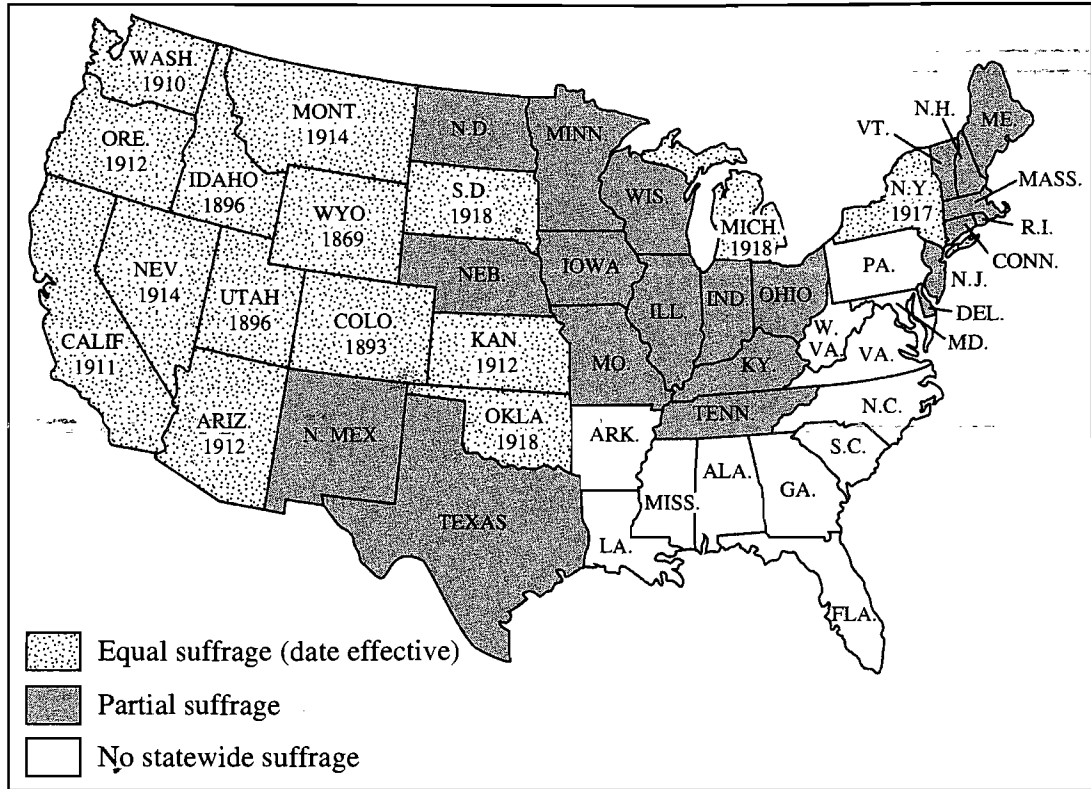 WASH
1910
MONT
1914
ORE.
1912
IDAHO
1896
WYO
1869
N.D.
S.D
1918
MINN.
WIS.
MICH.
1918
N.Y.
1917
VT.
N.H.
ME.
MASS.
R.I.
CONN.
N.J.
DEL.
MD.
PA.
NEV
1914
UTAH
1896
COLO.
1893
CALIF
1911
NEB
KAN
1912
IOWA
MO.
ILL
IND
OHIO
W.
VA.
VA.
KY.
ARIZ.
1912
N. MEX
OKLA.
1918
TEXAS
ARK.
TENN
N.C.
S.C.
MISS.
ALA.
GA.
LA.
FLA.
Equal suffrage (date effective)
Partial suffrage
No statewide suffrage